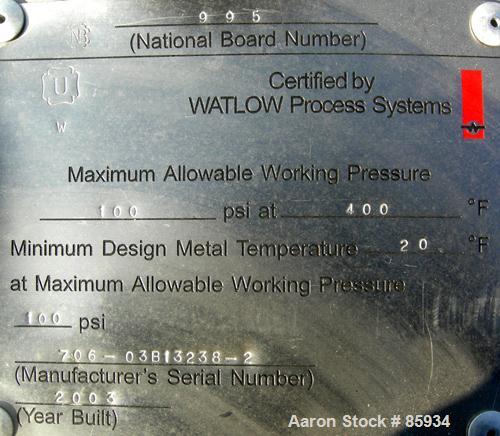 995
NB
(National Board Number)
U
W
Certified by
WATLOW Process Systems
W
Maximum Allowable Working Pressure
100 psi at 400 °F
Minimum Design Metal Temperature 20 °F
at Maximum Allowable Working Pressure
100 psi
706-03B13238-2
(Manufacturer's Serial Number)
2003
(Year Built)
Aaron Stock # 85934